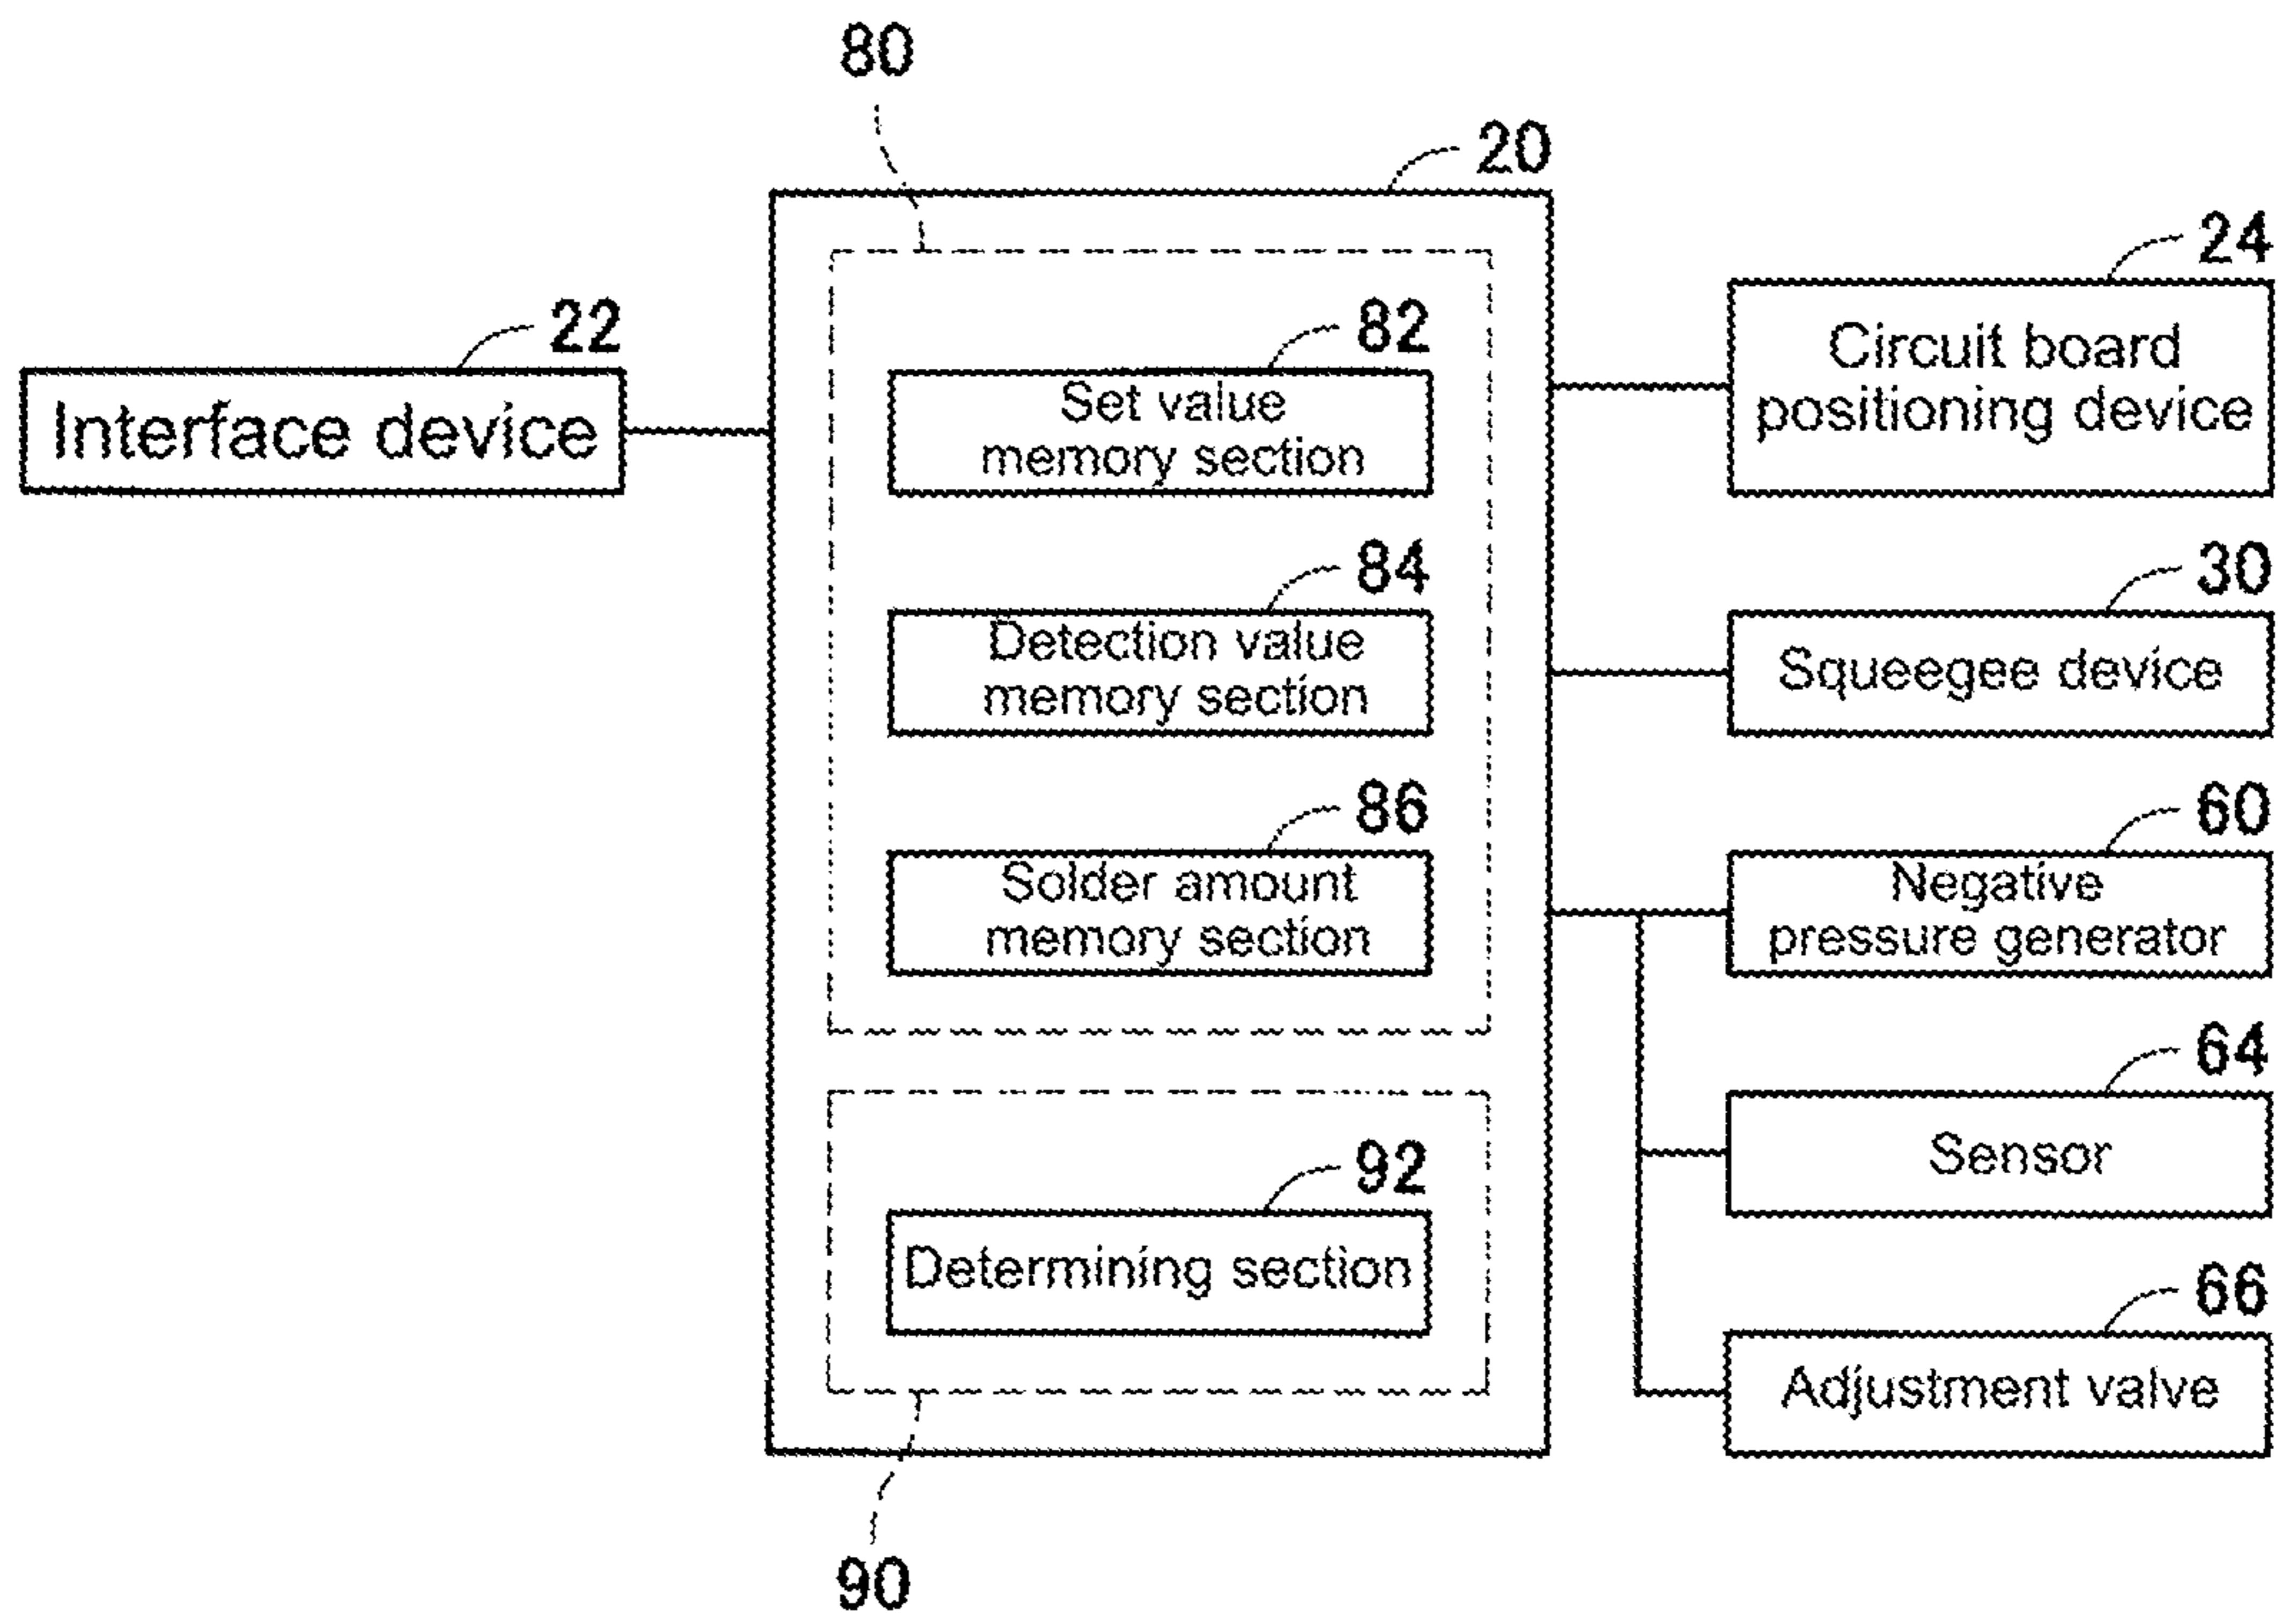 80
20
24
Circuit board
positioning device
22
Interface device
82
Set value
memory section
84
Detection value
memory section
30
Squeegee device
86
Solder amount
memory section
60
Negative
pressure generator
64
Sensor
92
Determining section
66
Adjustment valve
90